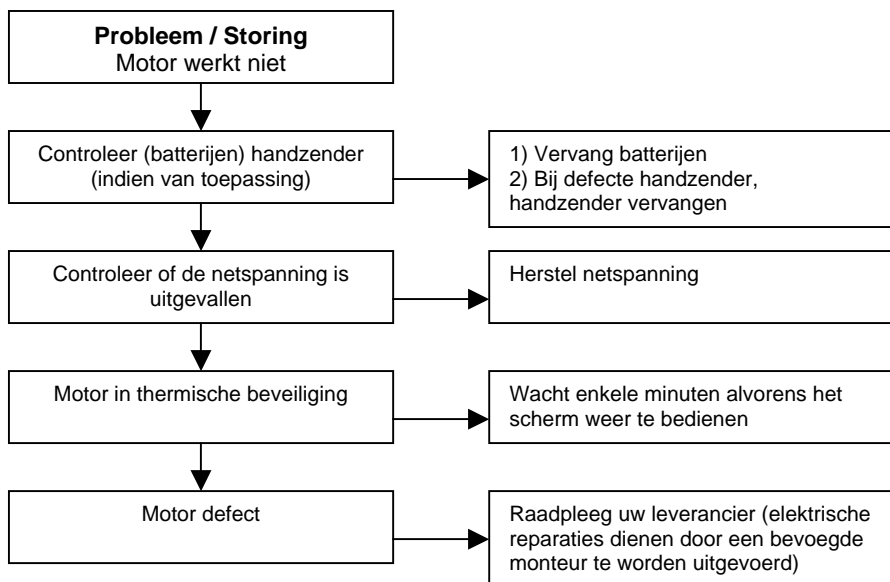 Probleem / Storing
Motor werkt niet
Controleer (batterijen) handzender
(indien van toepassing)
1) Vervang batterijen
2) Bij defecte handzender,
handzender vervangen
Controleer of de netspanning is
uitgevallen
Herstel netspanning
Motor in thermische beveiliging
Wacht enkele minuten alvorens het
scherm weer te bedienen
Motor defect
Raadpleeg uw leverancier (elektrische
reparaties dienen door een bevoegde
monteur te worden uitgevoerd)